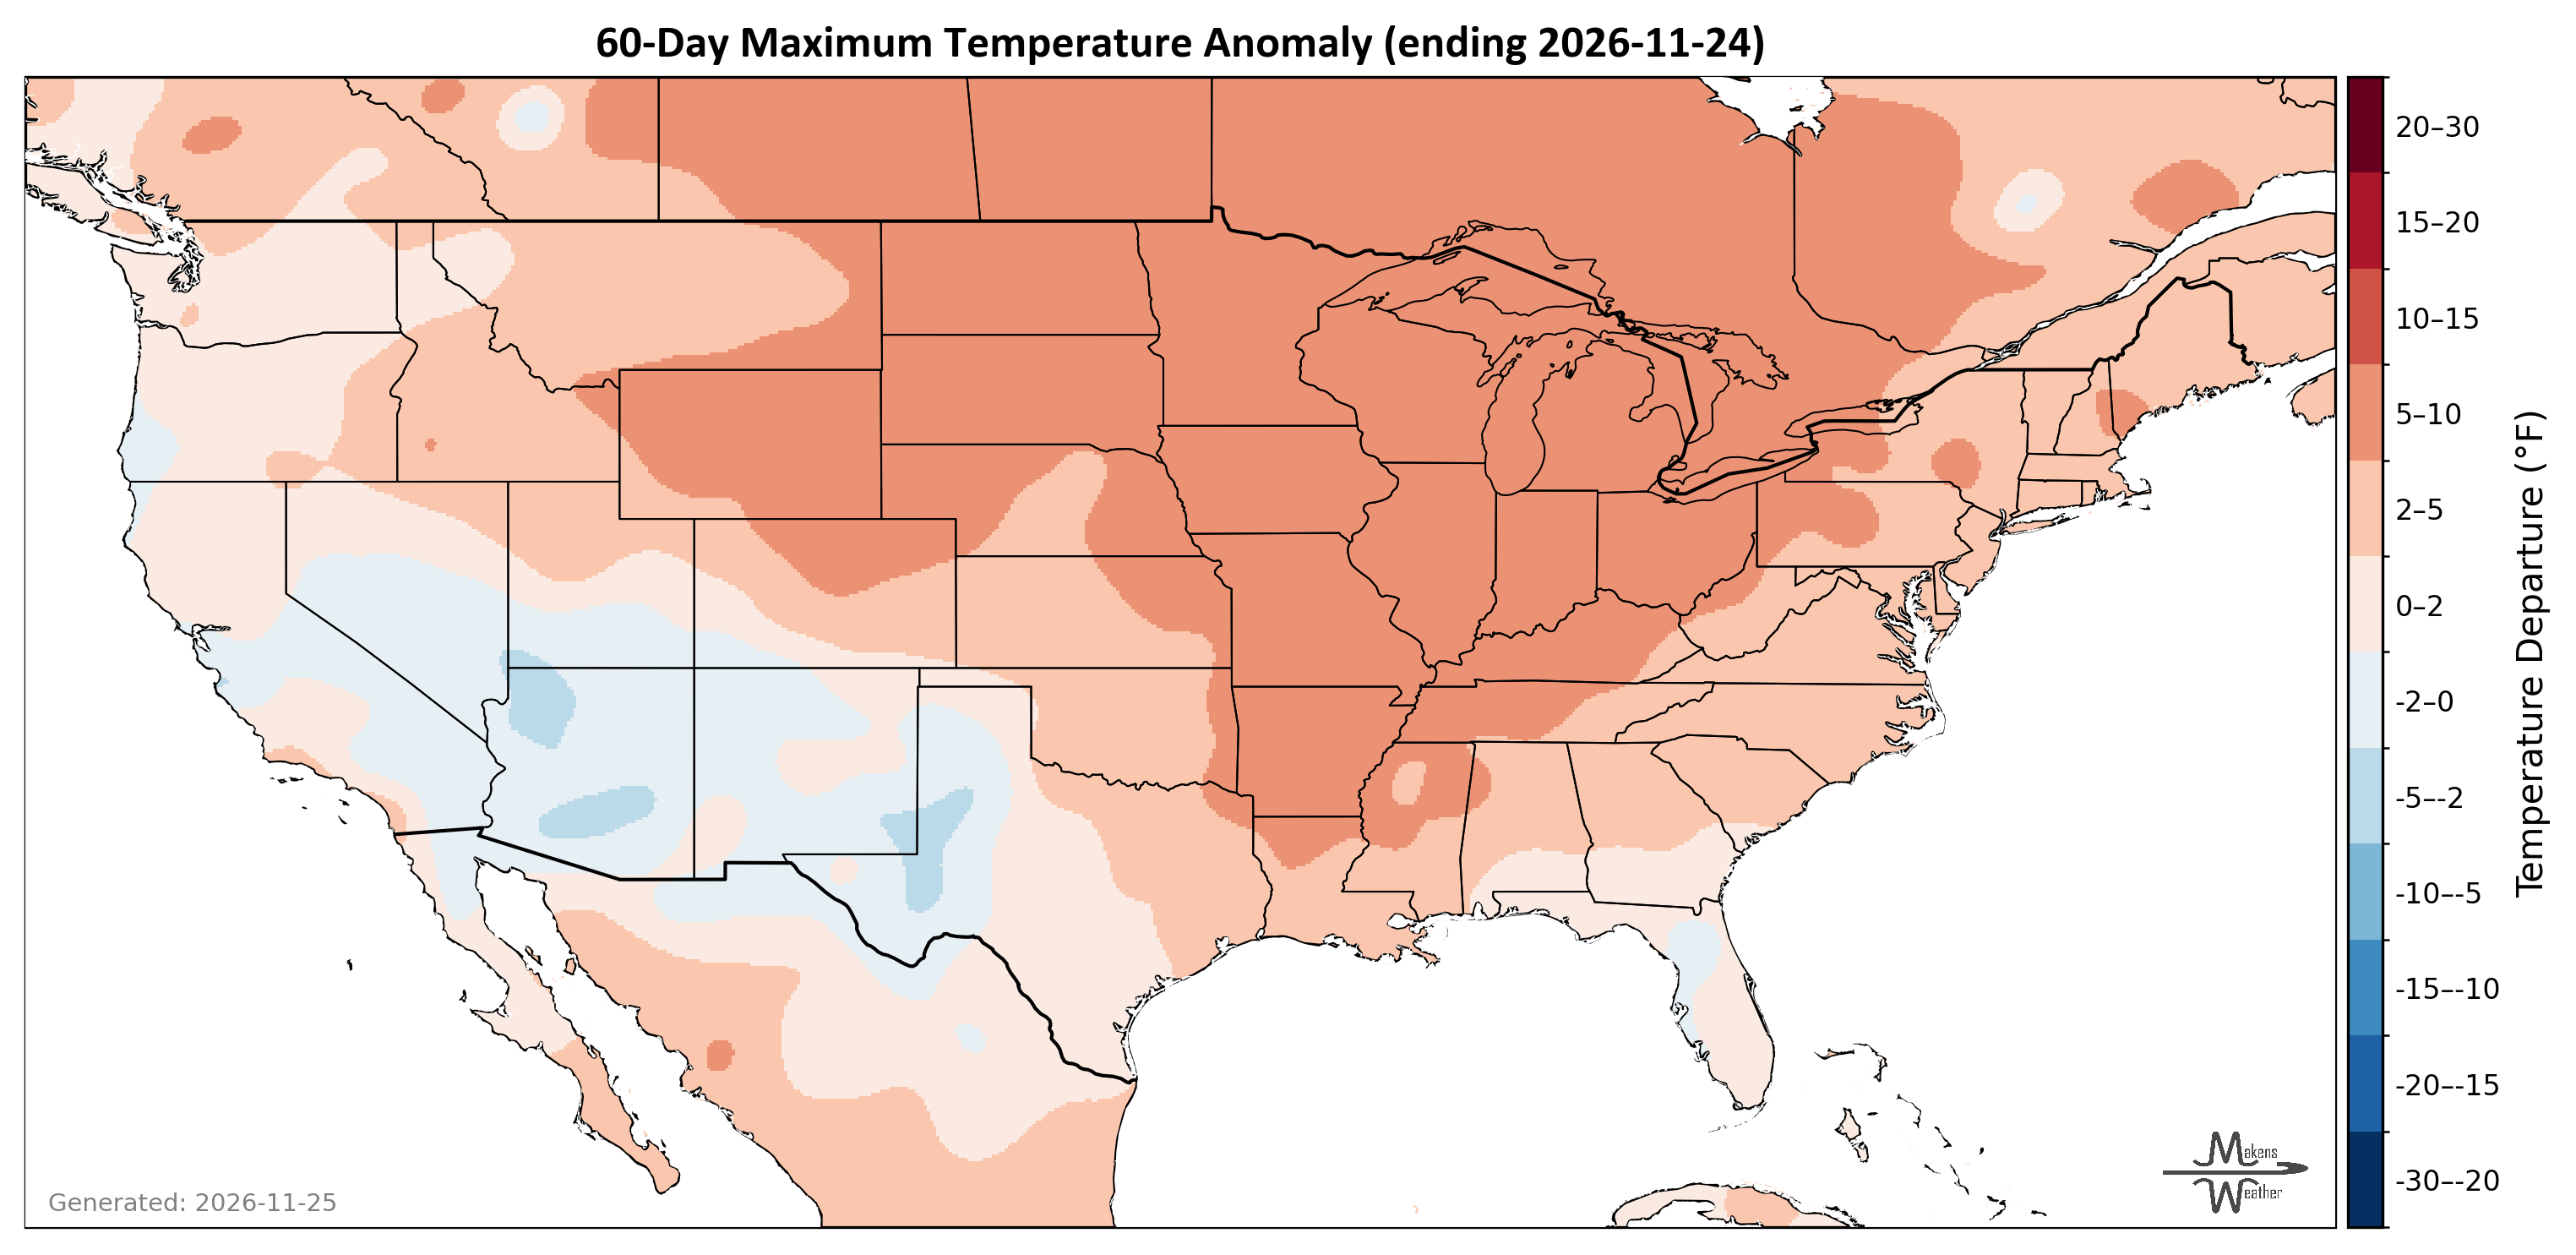 60-Day Maximum Temperature Anomaly (ending 2026-11-24)
20–30
15–20
10–15
5–10
2–5
0–2
-2–0
-5–-2
-10–-5
-15–-10
-20–-15
-30–-20
Temperature Departure (°F)
Generated: 2026-11-25
Makens
Weather